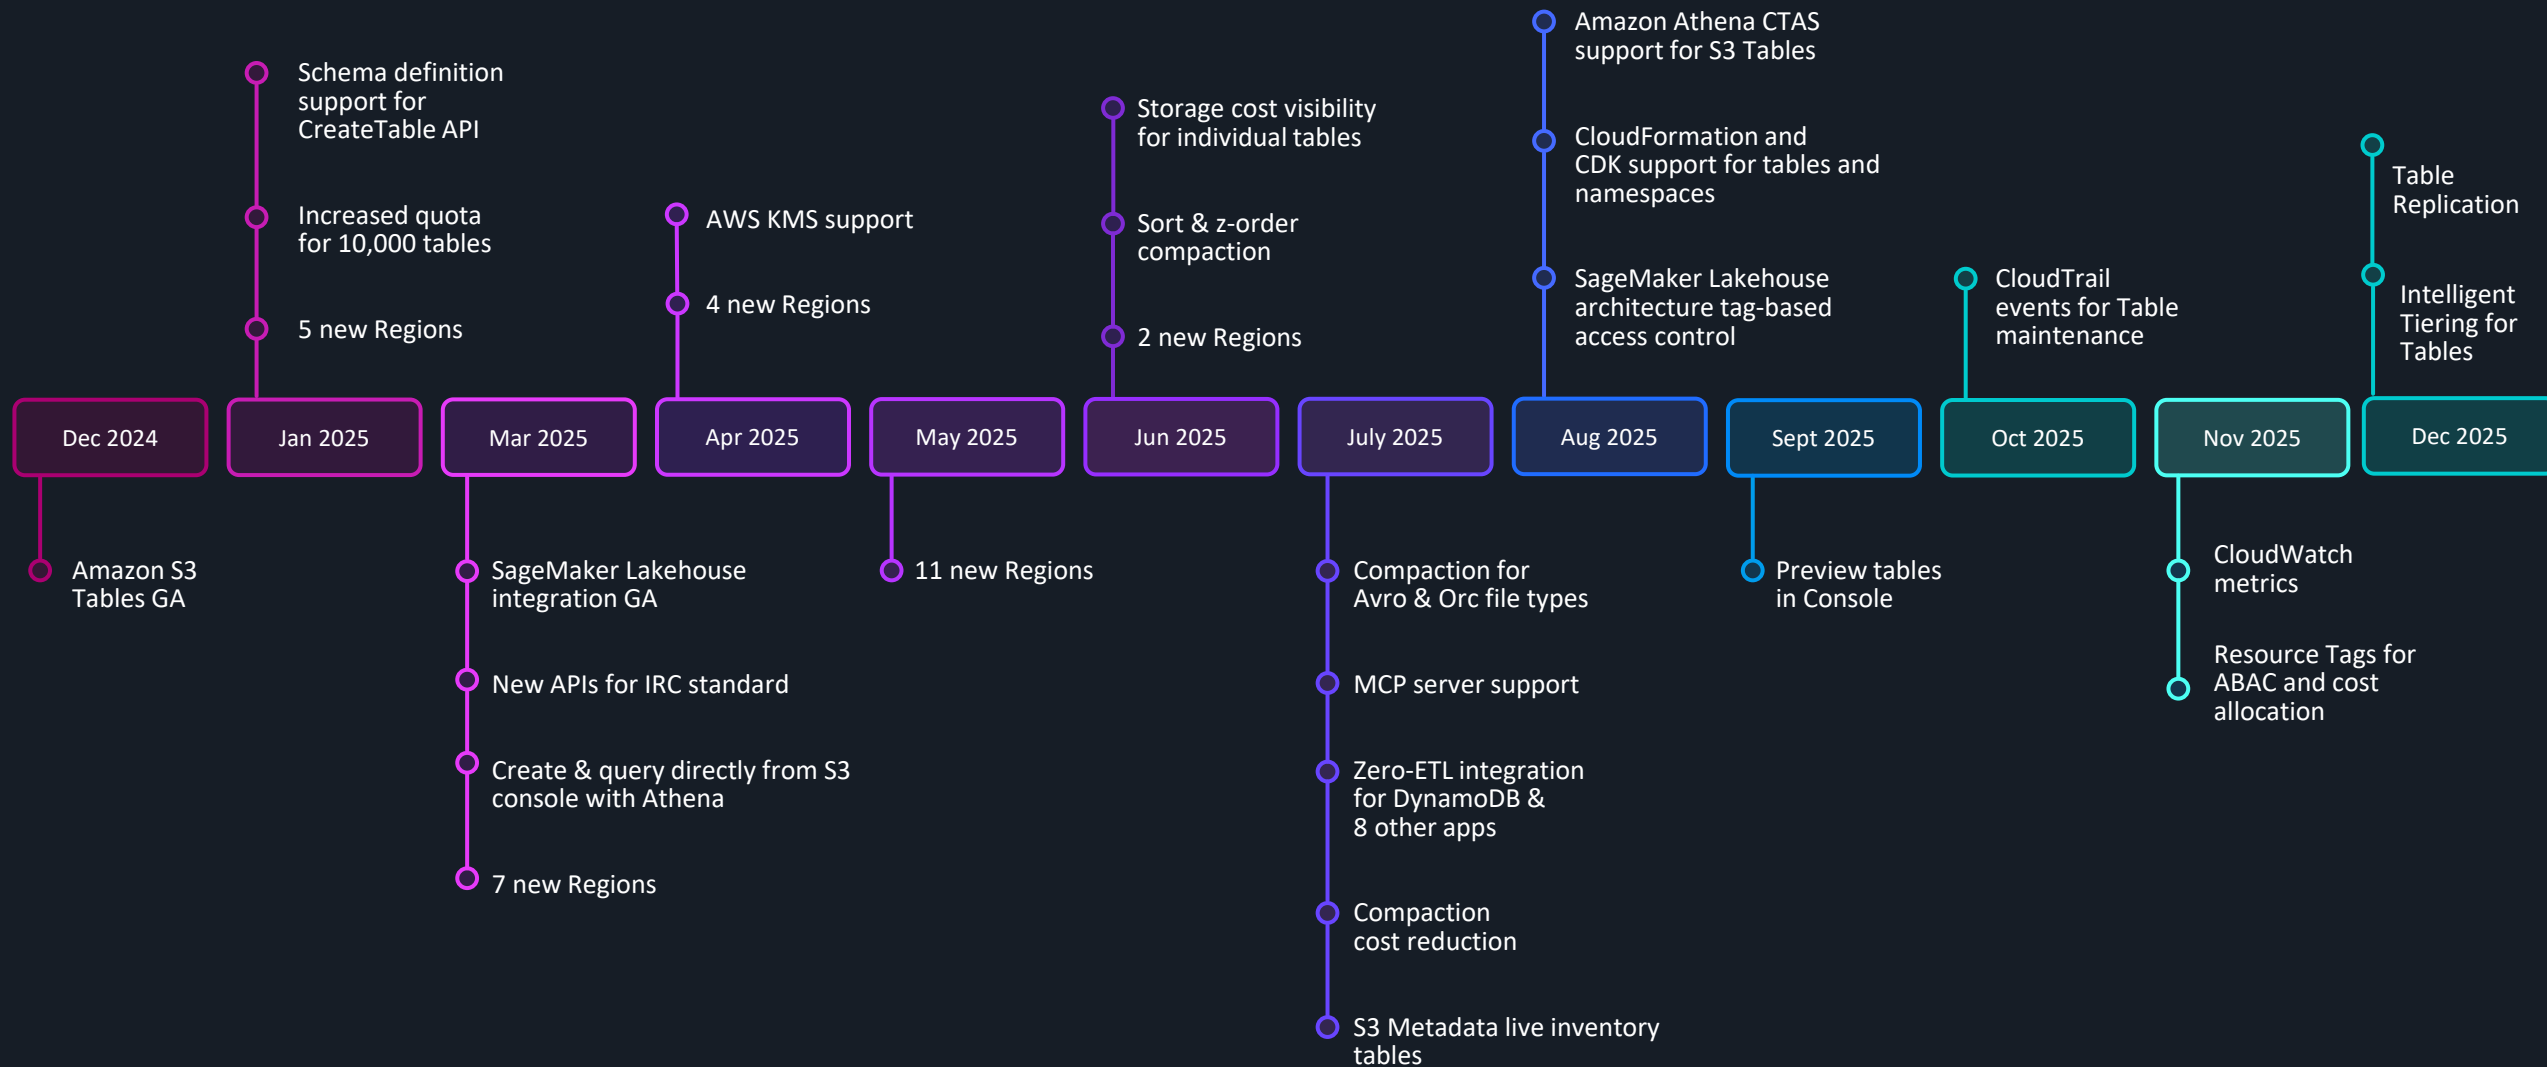 Amazon Athena CTAS
support for S3 Tables
Schema definition
support for
CreateTable API
Storage cost visibility
for individual tables
CloudFormation and
CDK support for tables and
namespaces
Table
Replication
Increased quota
for 10,000 tables
AWS KMS support
Sort & z-order
compaction
SageMaker Lakehouse
architecture tag-based
access control
CloudTrail
events for Table
maintenance
Intelligent
Tiering for
Tables
5 new Regions
4 new Regions
2 new Regions
Dec 2024
Jan 2025
Mar 2025
Apr 2025
May 2025
Jun 2025
July 2025
Aug 2025
Sept 2025
Oct 2025
Nov 2025
Dec 2025
Amazon S3
Tables GA
SageMaker Lakehouse
integration GA
New APIs for IRC standard
Create & query directly from S3
console with Athena
7 new Regions
11 new Regions
Compaction for
Avro & Orc file types
MCP server support
Zero-ETL integration
for DynamoDB &
8 other apps
Compaction
cost reduction
S3 Metadata live inventory
tables
Preview tables
in Console
CloudWatch
metrics
Resource Tags for
ABAC and cost
allocation